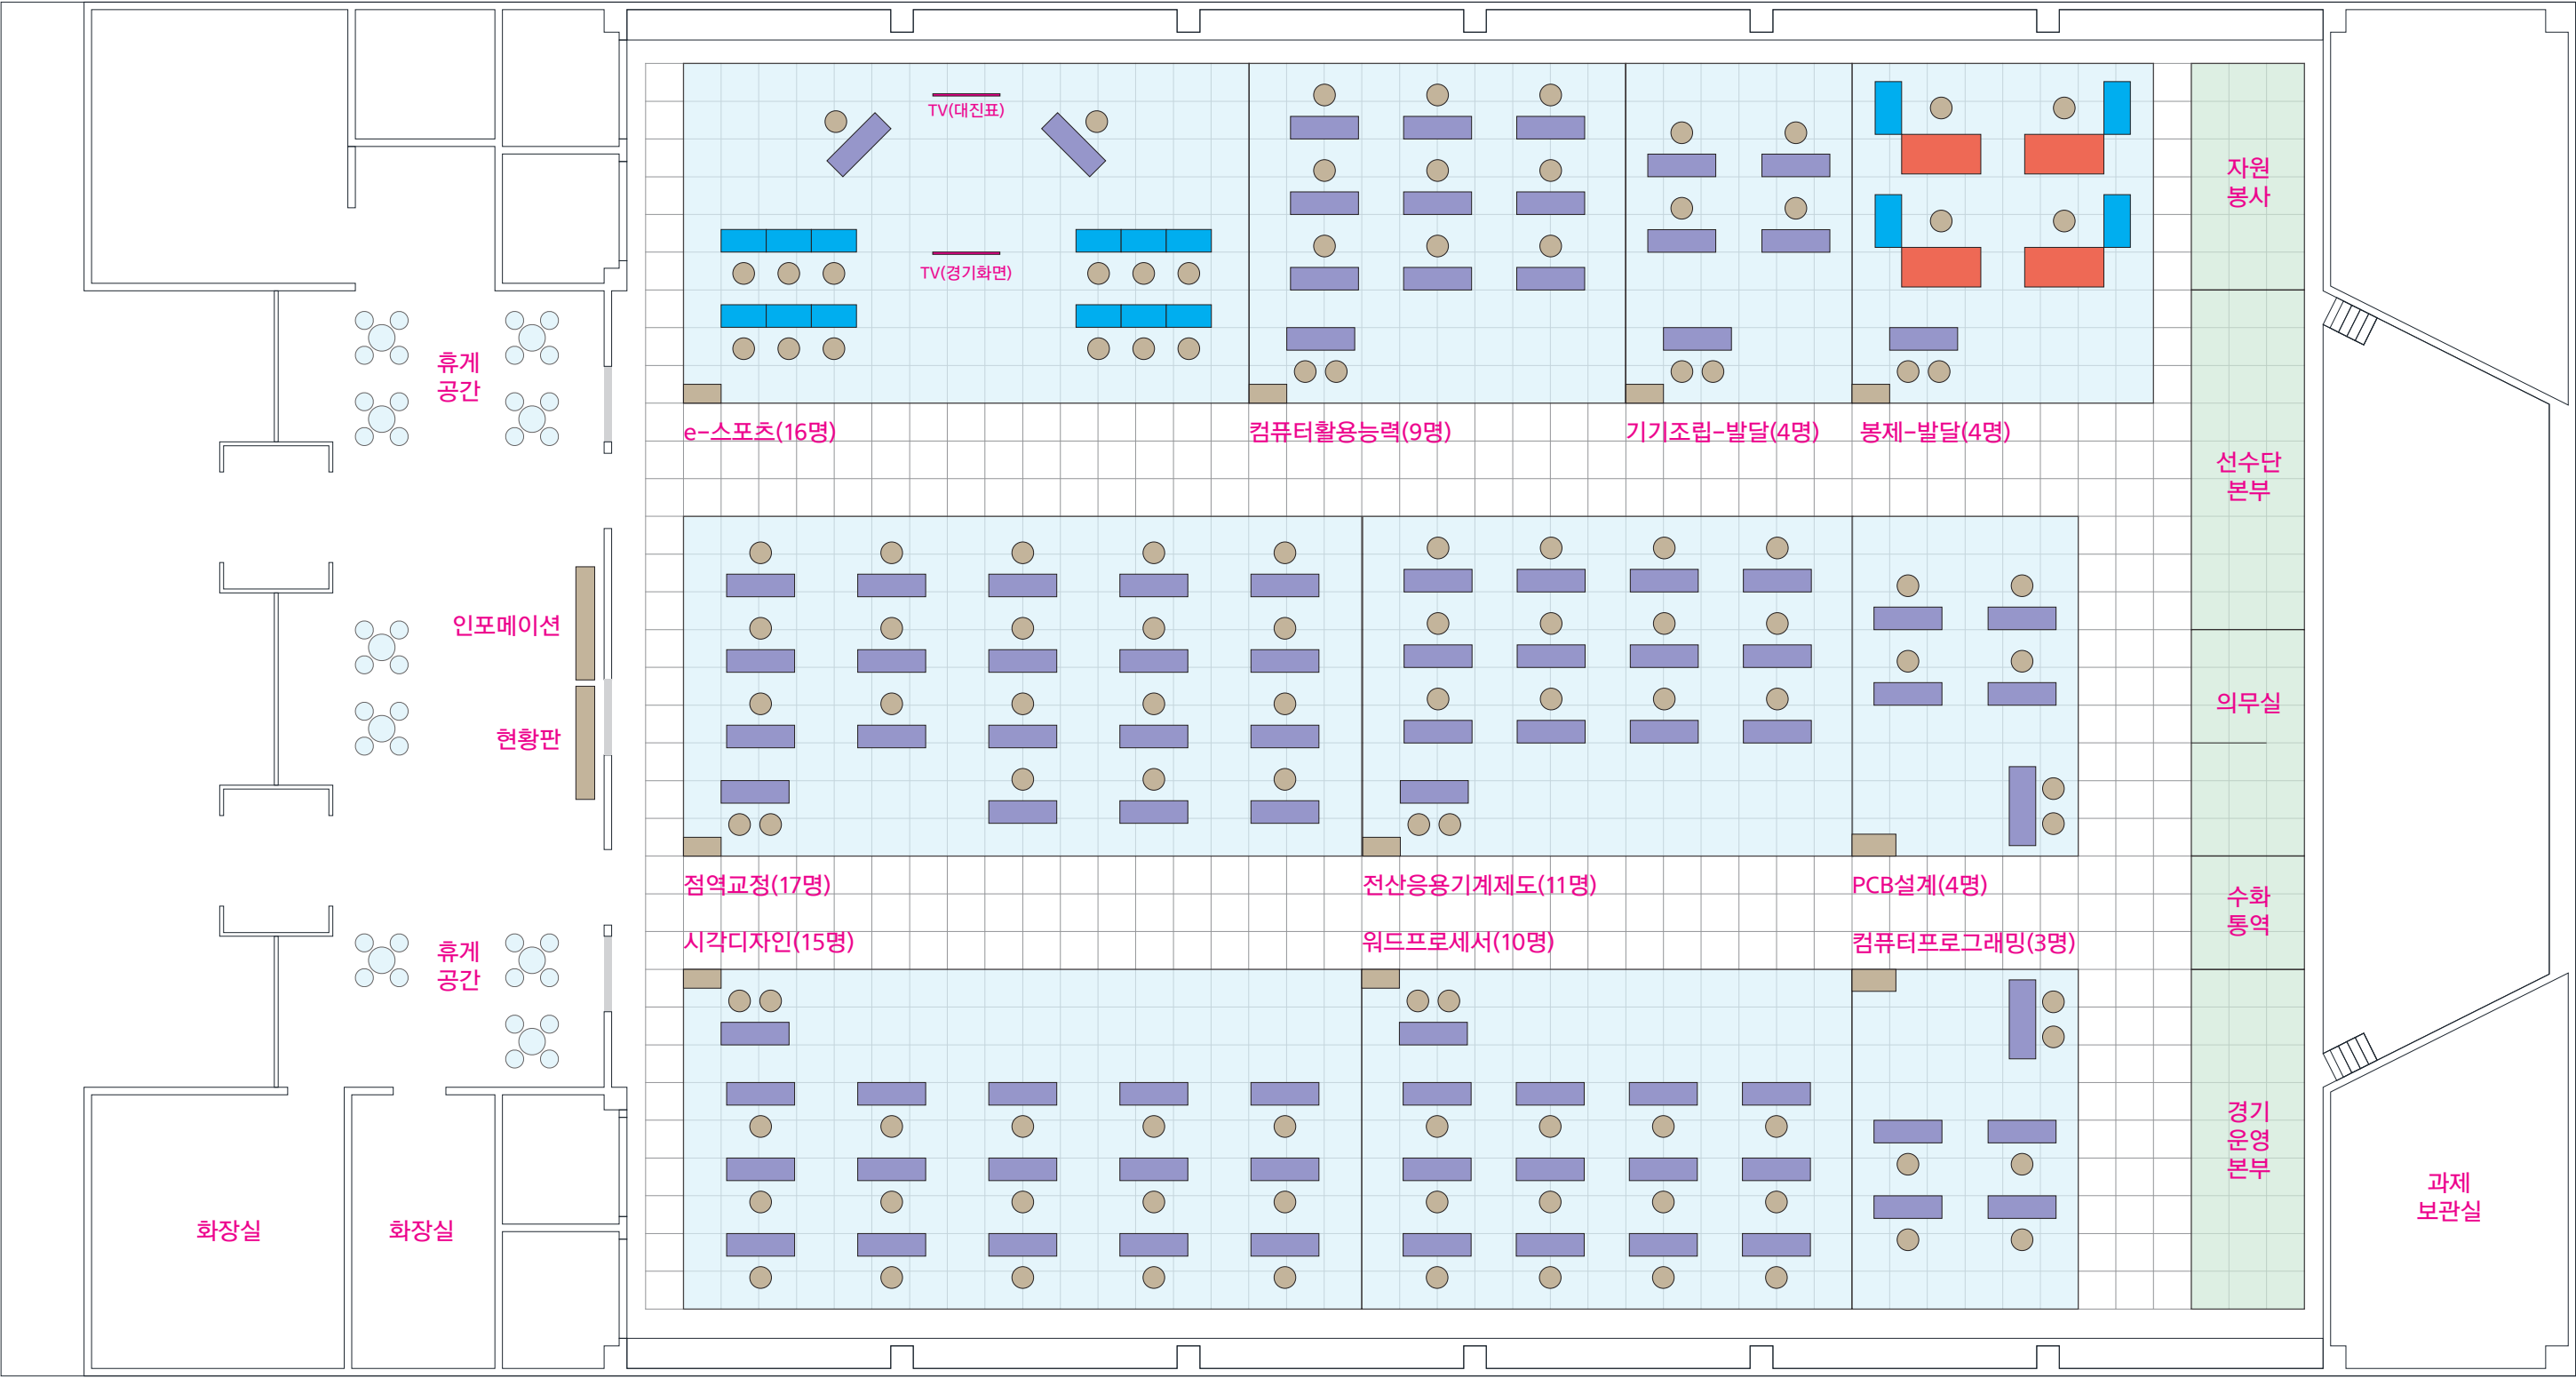 TV(대진표)
TV(경기화면)
e-스포츠(16명)
컴퓨터활용능력(9명)
기기조립-발달(4명)
봉제-발달(4명)
자원
봉사
휴게
공간
선수단
본부
인포메이션
현황판
의무실
점역교정(17명)
전산응용기계제도(11명)
PCB설계(4명)
수화
통역
시각디자인(15명)
워드프로세서(10명)
컴퓨터프로그래밍(3명)
휴게
공간
경기
운영
본부
화장실
화장실
과제
보관실